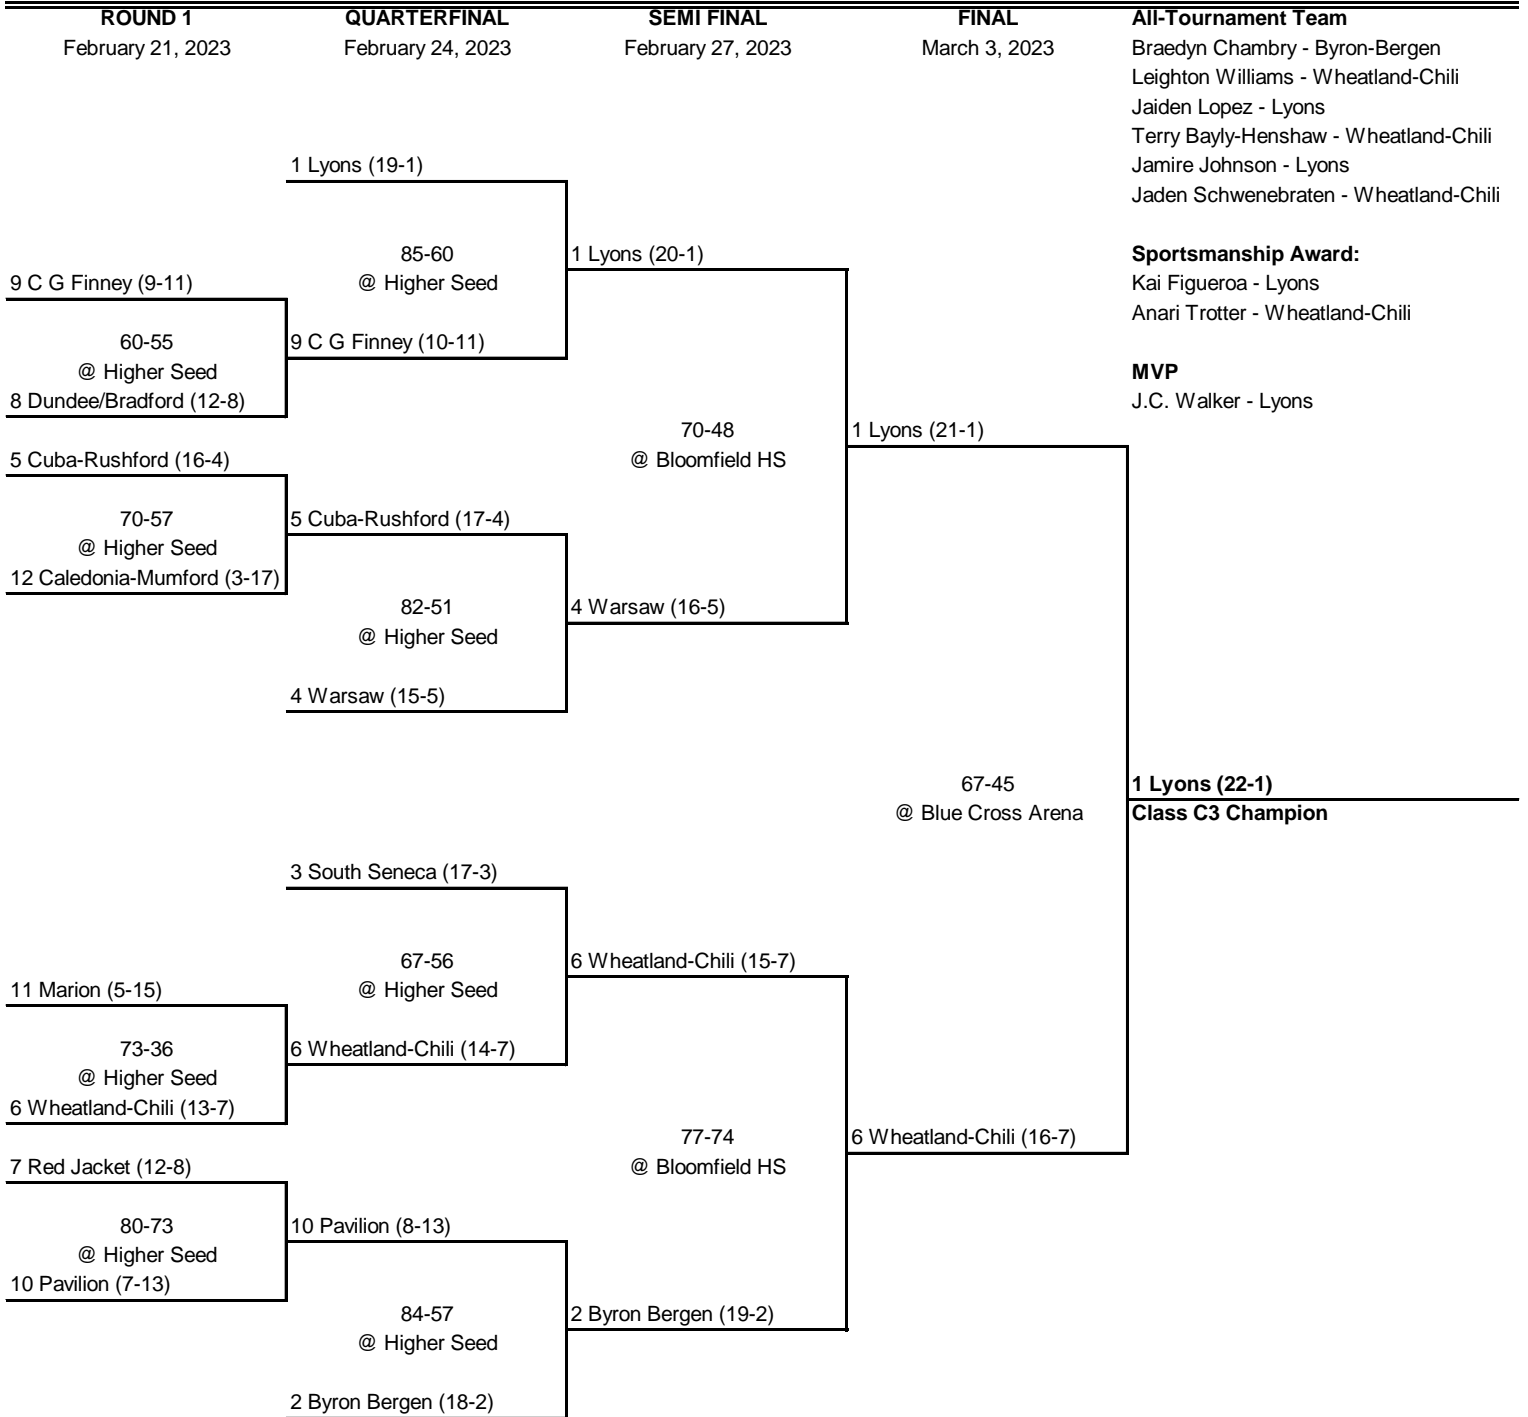 ROUND 1
February 21, 2023
QUARTERFINAL
February 24, 2023
SEMI FINAL
February 27, 2023
FINAL
March 3, 2023
All-Tournament Team
Braedyn Chambry - Byron-Bergen
Leighton Williams - Wheatland-Chili
Jaiden Lopez - Lyons
Terry Bayly-Henshaw - Wheatland-Chili
Jamire Johnson - Lyons
Jaden Schwenebraten - Wheatland-Chili
Sportsmanship Award:
Kai Figueroa - Lyons
Anari Trotter - Wheatland-Chili
MVP
J.C. Walker - Lyons
9 C G Finney (9-11)
60-55
@ Higher Seed
8 Dundee/Bradford (12-8)
5 Cuba-Rushford (16-4)
70-57
@ Higher Seed
12 Caledonia-Mumford (3-17)
11 Marion (5-15)
73-36
@ Higher Seed
6 Wheatland-Chili (13-7)
7 Red Jacket (12-8)
80-73
@ Higher Seed
10 Pavilion (7-13)
1 Lyons (19-1)
85-60
@ Higher Seed
9 C G Finney (10-11)
5 Cuba-Rushford (17-4)
82-51
@ Higher Seed
4 Warsaw (15-5)
3 South Seneca (17-3)
67-56
@ Higher Seed
6 Wheatland-Chili (14-7)
10 Pavilion (8-13)
84-57
@ Higher Seed
2 Byron Bergen (18-2)
1 Lyons (20-1)
70-48
@ Bloomfield HS
4 Warsaw (16-5)
6 Wheatland-Chili (15-7)
77-74
@ Bloomfield HS
2 Byron Bergen (19-2)
1 Lyons (21-1)
67-45
@ Blue Cross Arena
6 Wheatland-Chili (16-7)
1 Lyons (22-1)
Class C3 Champion